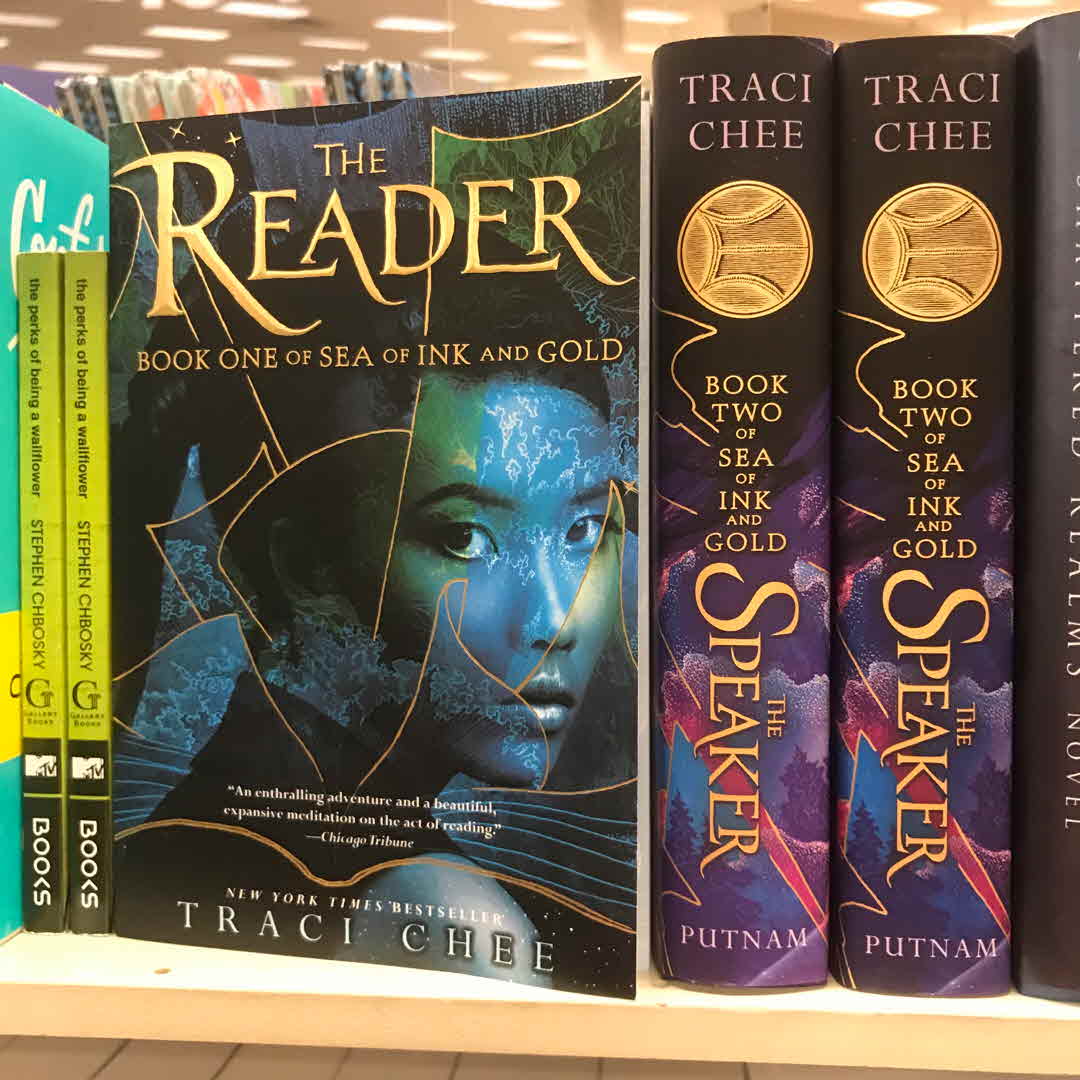 the perks of being a wallflower STEPHEN CHBOSKY
G
GALLERY
BOOKS
MTV
BOOKS
the perks of being a wallflower STEPHEN CHBOSKY
G
GALLERY
BOOKS
MTV
BOOKS
THE
READER
BOOK ONE OF SEA OF INK AND GOLD
“An enthralling adventure and a beautiful,
expansive meditation on the act of reading.”
—Chicago Tribune
NEW YORK TIMES BESTSELLER
TRACI CHEE
TRACI
CHEE
BOOK
TWO
OF
SEA
OF
INK
AND
GOLD
THE
SPEAKER
PUTNAM
TRACI
CHEE
BOOK
TWO
OF
SEA
OF
INK
AND
GOLD
THE
SPEAKER
PUTNAM
REALMS NOVEL